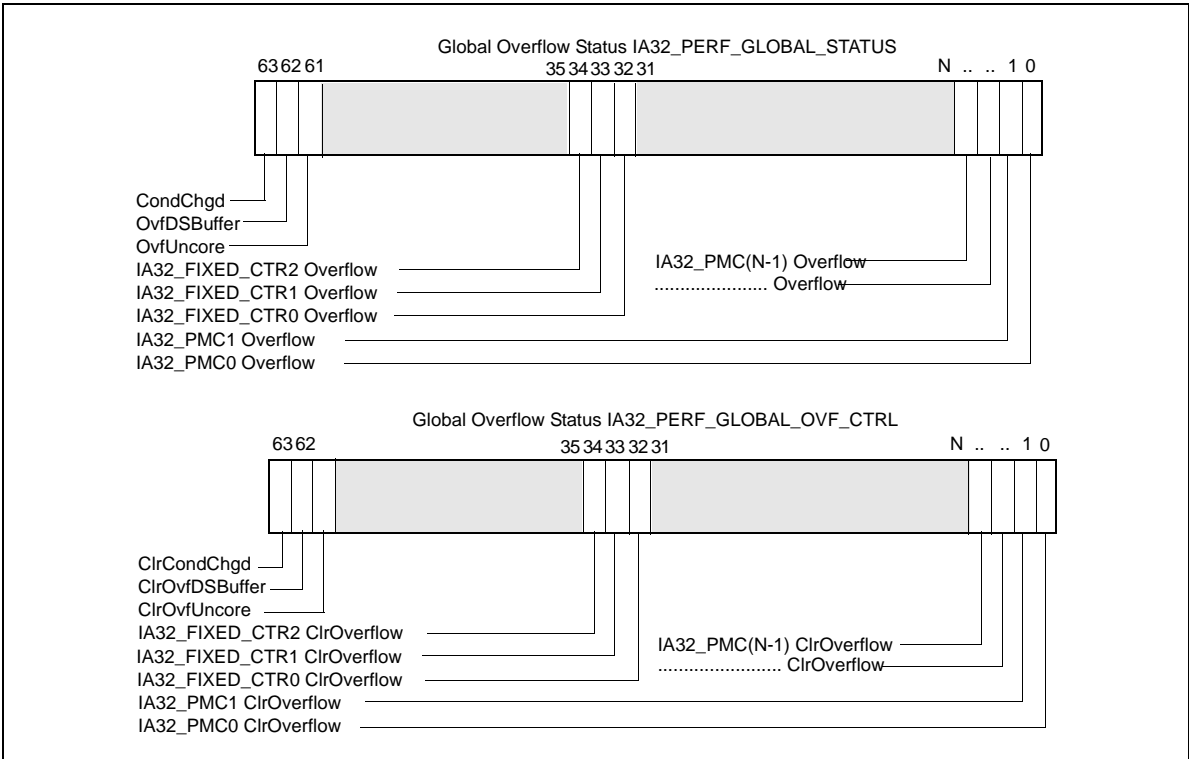 Global Overflow Status IA32_PERF_GLOBAL_STATUS
63 62 61 35 34 33 32 31 N .. .. 1 0
CondChgd
OvfDSBuffer
OvfUncore
IA32_FIXED_CTR2 Overflow
IA32_FIXED_CTR1 Overflow
IA32_FIXED_CTR0 Overflow
IA32_PMC1 Overflow
IA32_PMC0 Overflow
IA32_PMC(N-1) Overflow
...................... Overflow
Global Overflow Status IA32_PERF_GLOBAL_OVF_CTRL
63 62 35 34 33 32 31 N .. .. 1 0
ClrCondChgd
ClrOvfDSBuffer
ClrOvfUncore
IA32_FIXED_CTR2 ClrOverflow
IA32_FIXED_CTR1 ClrOverflow
IA32_FIXED_CTR0 ClrOverflow
IA32_PMC1 ClrOverflow
IA32_PMC0 ClrOverflow
IA32_PMC(N-1) ClrOverflow
........................ ClrOverflow